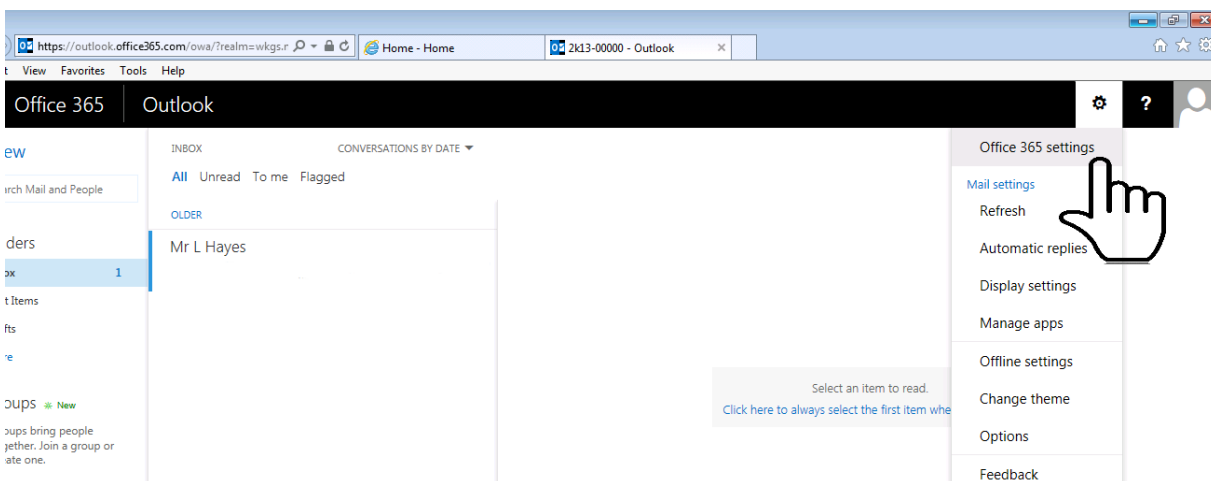 https://outlook.office365.com/owa/?realm=wkgs.r
Home - Home
2k13-00000 - Outlook
t View Favorites Tools Help
Office 365 Outlook
?
ew
arch Mail and People
ders
ox 1
t Items
fts
re
oups New
oups bring people
gether. Join a group or
ate one.
INBOX CONVERSATIONS BY DATE
All Unread To me Flagged
OLDER
Mr L Hayes
Select an item to read.
Click here to always select the first item whe
Office 365 settings
Mail settings
Refresh
Automatic replies
Display settings
Manage apps
Offline settings
Change theme
Options
Feedback